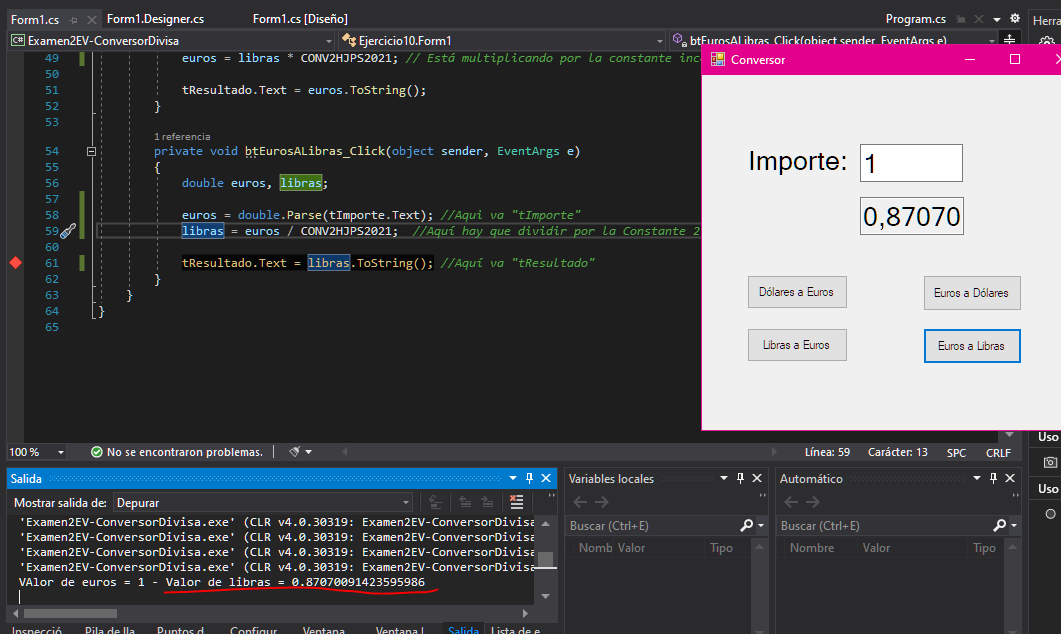 Form1.cs
Form1.Designer.cs
Form1.cs [Diseño]
Program.cs
Herra
Examen2EV-ConversorDivisa
Ejercicio10.Form1
btEurosALibras_Click(object sender, EventArgs e)
49 euros = libras * CONV2HJPS2021; // Está multiplicando por la constante inc
50
51 tResultado.Text = euros.ToString();
52 }
53
1 referencia
54 private void btEurosALibras_Click(object sender, EventArgs e)
55 {
56 double euros, libras;
57
58 euros = double.Parse(tImporte.Text); //Aqui va "tImporte"
59 libras = euros / CONV2HJPS2021; //Aquí hay que dividir por la Constante 2
60
61 tResultado.Text = libras.ToString(); //Aquí va "tResultado"
62 }
63 }
64 }
65
Conversor
Importe: 1
0,87070
Dólares a Euros
Euros a Dólares
Libras a Euros
Euros a Libras
100 %
No se encontraron problemas.
Línea: 59
Carácter: 13
SPC
CRLF
Uso
Uso
Salida
Mostrar salida de: Depurar
'Examen2EV-ConversorDivisa.exe' (CLR v4.0.30319: Examen2EV-ConversorDivisa
'Examen2EV-ConversorDivisa.exe' (CLR v4.0.30319: Examen2EV-ConversorDivisa
'Examen2EV-ConversorDivisa.exe' (CLR v4.0.30319: Examen2EV-ConversorDivisa
'Examen2EV-ConversorDivisa.exe' (CLR v4.0.30319: Examen2EV-ConversorDivisa
VAlor de euros = 1 - Valor de libras = 0.87070091423595986
Variables locales
Buscar (Ctrl+E)
Nomb Valor Tipo
Automático
Buscar (Ctrl+E)
Nombre Valor Tipo
Inspecció
Pila de lla
Puntos d
Configur
Ventana
Ventana I
Salida
Lista de e